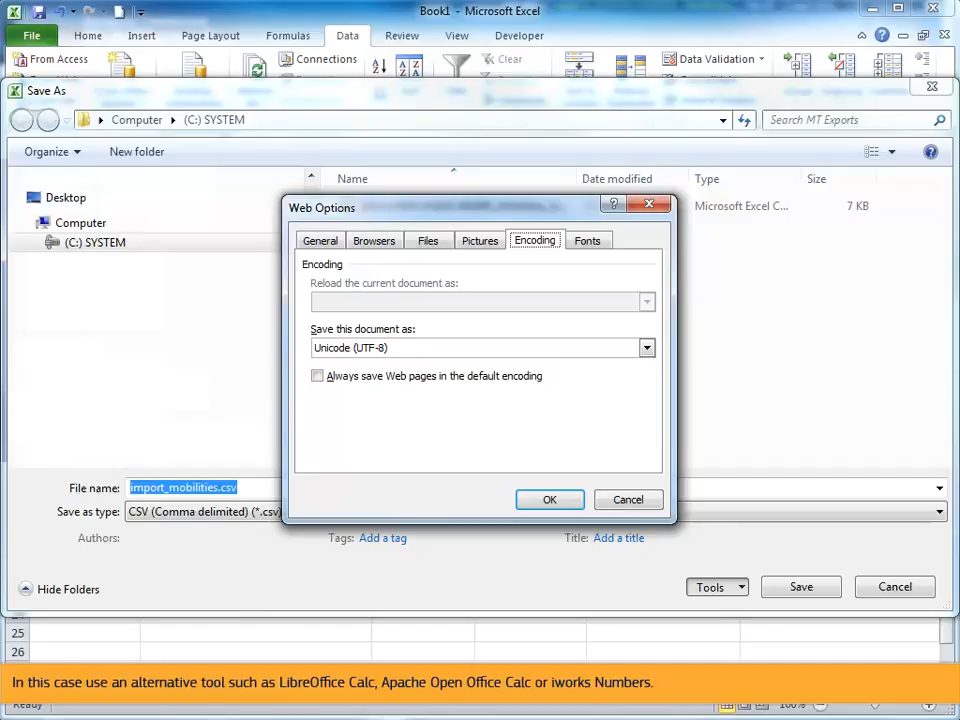 Book1 - Microsoft Excel
File Home Insert Page Layout Formulas Data Review View Developer
From Access Connections Clear Data Validation
Save As
Computer (C:) SYSTEM Search MT Exports
Organize New folder
Name Date modified Type Size
Desktop
Microsoft Excel C... 7 KB
Computer
(C:) SYSTEM
Web Options
General Browsers Files Pictures Encoding Fonts
Encoding
Reload the current document as:
Save this document as:
Unicode (UTF-8)
Always save Web pages in the default encoding
OK Cancel
File name: import_mobilities.csv
Save as type: CSV (Comma delimited) (*.csv)
Authors: Tags: Add a tag Title: Add a title
Hide Folders Tools Save Cancel
25
26
In this case use an alternative tool such as LibreOffice Calc, Apache Open Office Calc or iworks Numbers.
Ready 100%